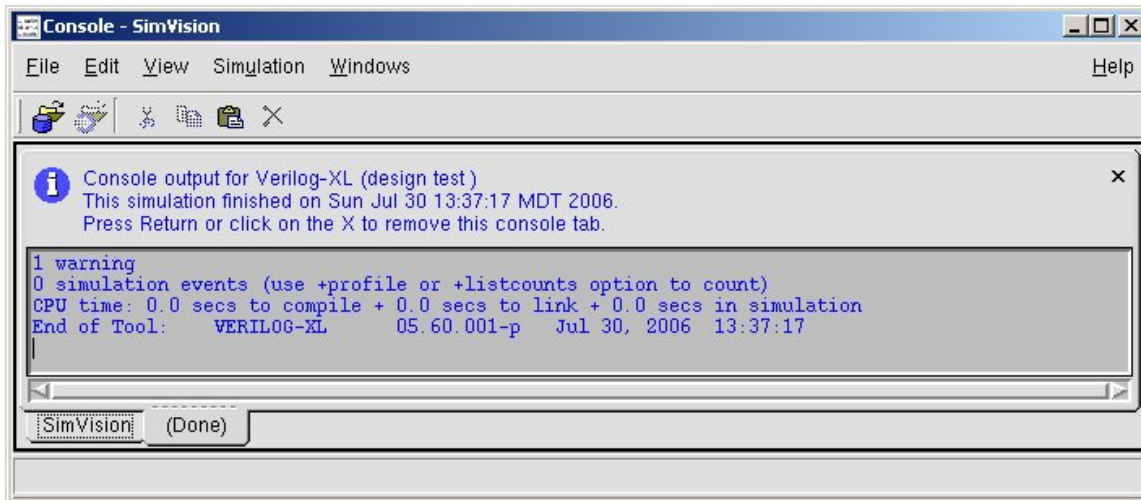 Console - SimVision
File Edit View Simulation Windows Help
Console output for Verilog-XL (design test )
This simulation finished on Sun Jul 30 13:37:17 MDT 2006.
Press Return or click on the X to remove this console tab.
1 warning
0 simulation events (use +profile or +listcounts option to count)
CPU time: 0.0 secs to compile + 0.0 secs to link + 0.0 secs in simulation
End of Tool: VERILOG-XL 05.60.001-p Jul 30, 2006 13:37:17
SimVision (Done)